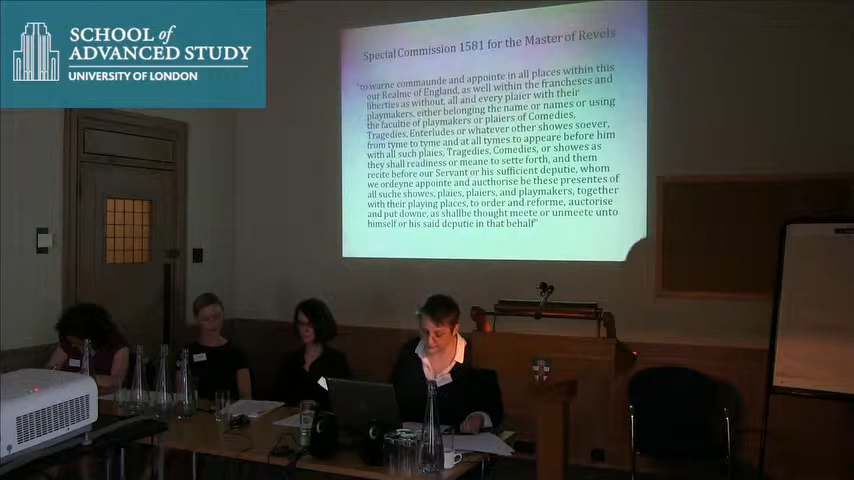 SCHOOL of
ADVANCED STUDY
UNIVERSITY OF LONDON
Special Commission 1581 for the Master of Revels
"to warne commaunde and appointe in all places within this
our Realme of England, as well within the francheses and
liberties as without, all and every plaier with their
playmakers, either belonging the name or names or using
the facultie of playmakers or plaiers of Comedies,
Tragedies, Enterludes or whatever other showes soever,
from tyme to tyme and at all tymes to appeare before him
with all such plaies, Tragedies, Comedies, or showes as
they shall readiness or meane to sette forth, and them
recite before our Servant or his sufficient deputie, whom
we ordeyne appointe and aucthorise be these presentes of
all suche showes, plaies, plaiers, and playmakers, together
with their playing places, to order and reforme, auctorise
and put downe, as shallbe thought meete or unmeete unto
himself or his said deputie in that behalf"